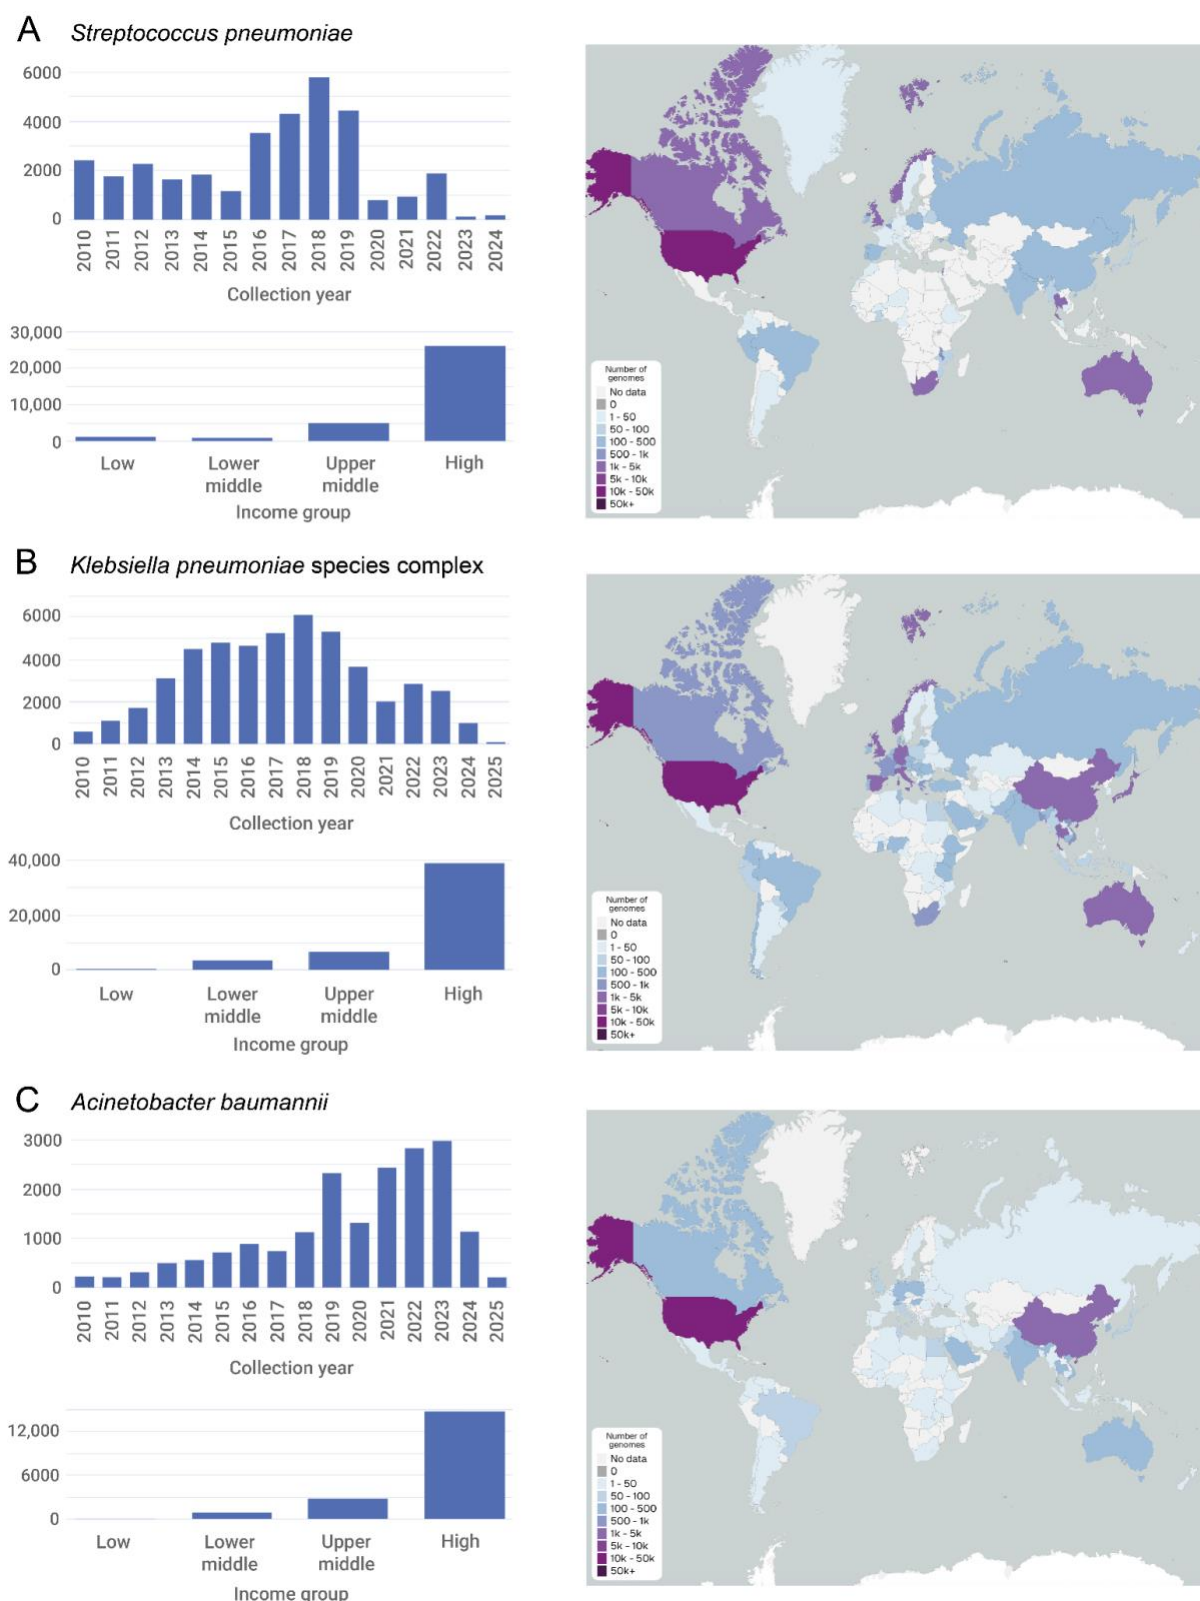 A Streptococcus pneumoniae
6000
4000
2000
0
2010 2011 2012 2013 2014 2015 2016 2017 2018 2019 2020 2021 2022 2023 2024
Collection year
30,000
20,000
10,000
0
Low Lower middle Upper middle High
Income group
Number of
genomes
No data
0
1 - 50
50 - 100
100 - 500
500 - 1k
1k - 5k
5k - 10k
10k - 50k
50k+
B Klebsiella pneumoniae species complex
6000
4000
2000
0
2010 2011 2012 2013 2014 2015 2016 2017 2018 2019 2020 2021 2022 2023 2024 2025
Collection year
40,000
20,000
0
Low Lower middle Upper middle High
Income group
Number of
genomes
No data
0
1 - 50
50 - 100
100 - 500
500 - 1k
1k - 5k
5k - 10k
10k - 50k
50k+
C Acinetobacter baumannii
3000
2000
1000
0
2010 2011 2012 2013 2014 2015 2016 2017 2018 2019 2020 2021 2022 2023 2024 2025
Collection year
12,000
6000
0
Low Lower middle Upper middle High
Income group
Number of
genomes
No data
0
1 - 50
50 - 100
100 - 500
500 - 1k
1k - 5k
5k - 10k
10k - 50k
50k+